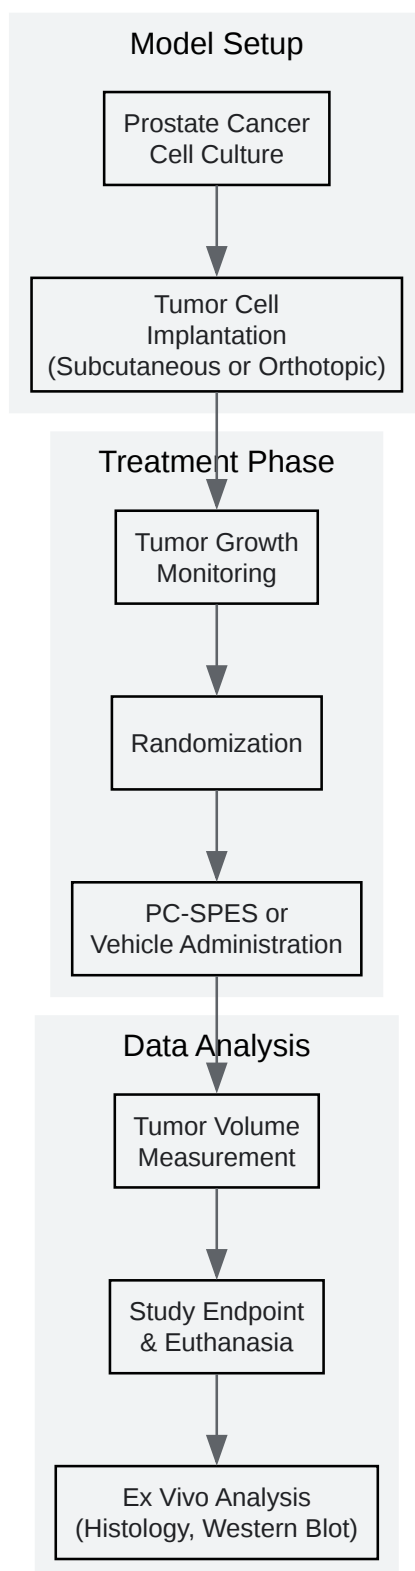 Model Setup
Prostate Cancer
Cell Culture
Tumor Cell
Implantation
(Subcutaneous or Orthotopic)
Treatment Phase
Tumor Growth
Monitoring
Randomization
PC-SPES or
Vehicle Administration
Data Analysis
Tumor Volume
Measurement
Study Endpoint
& Euthanasia
Ex Vivo Analysis
(Histology, Western Blot)